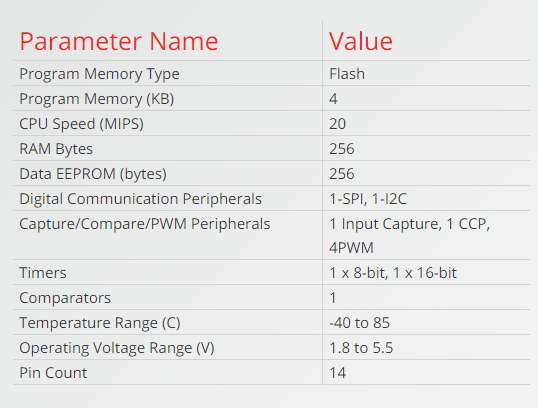 Parameter Name Value
Program Memory Type Flash
Program Memory (KB) 4
CPU Speed (MIPS) 20
RAM Bytes 256
Data EEPROM (bytes) 256
Digital Communication Peripherals 1-SPI, 1-I2C
Capture/Compare/PWM Peripherals 1 Input Capture, 1 CCP,
4PWM
Timers 1 x 8-bit, 1 x 16-bit
Comparators 1
Temperature Range (C) -40 to 85
Operating Voltage Range (V) 1.8 to 5.5
Pin Count 14